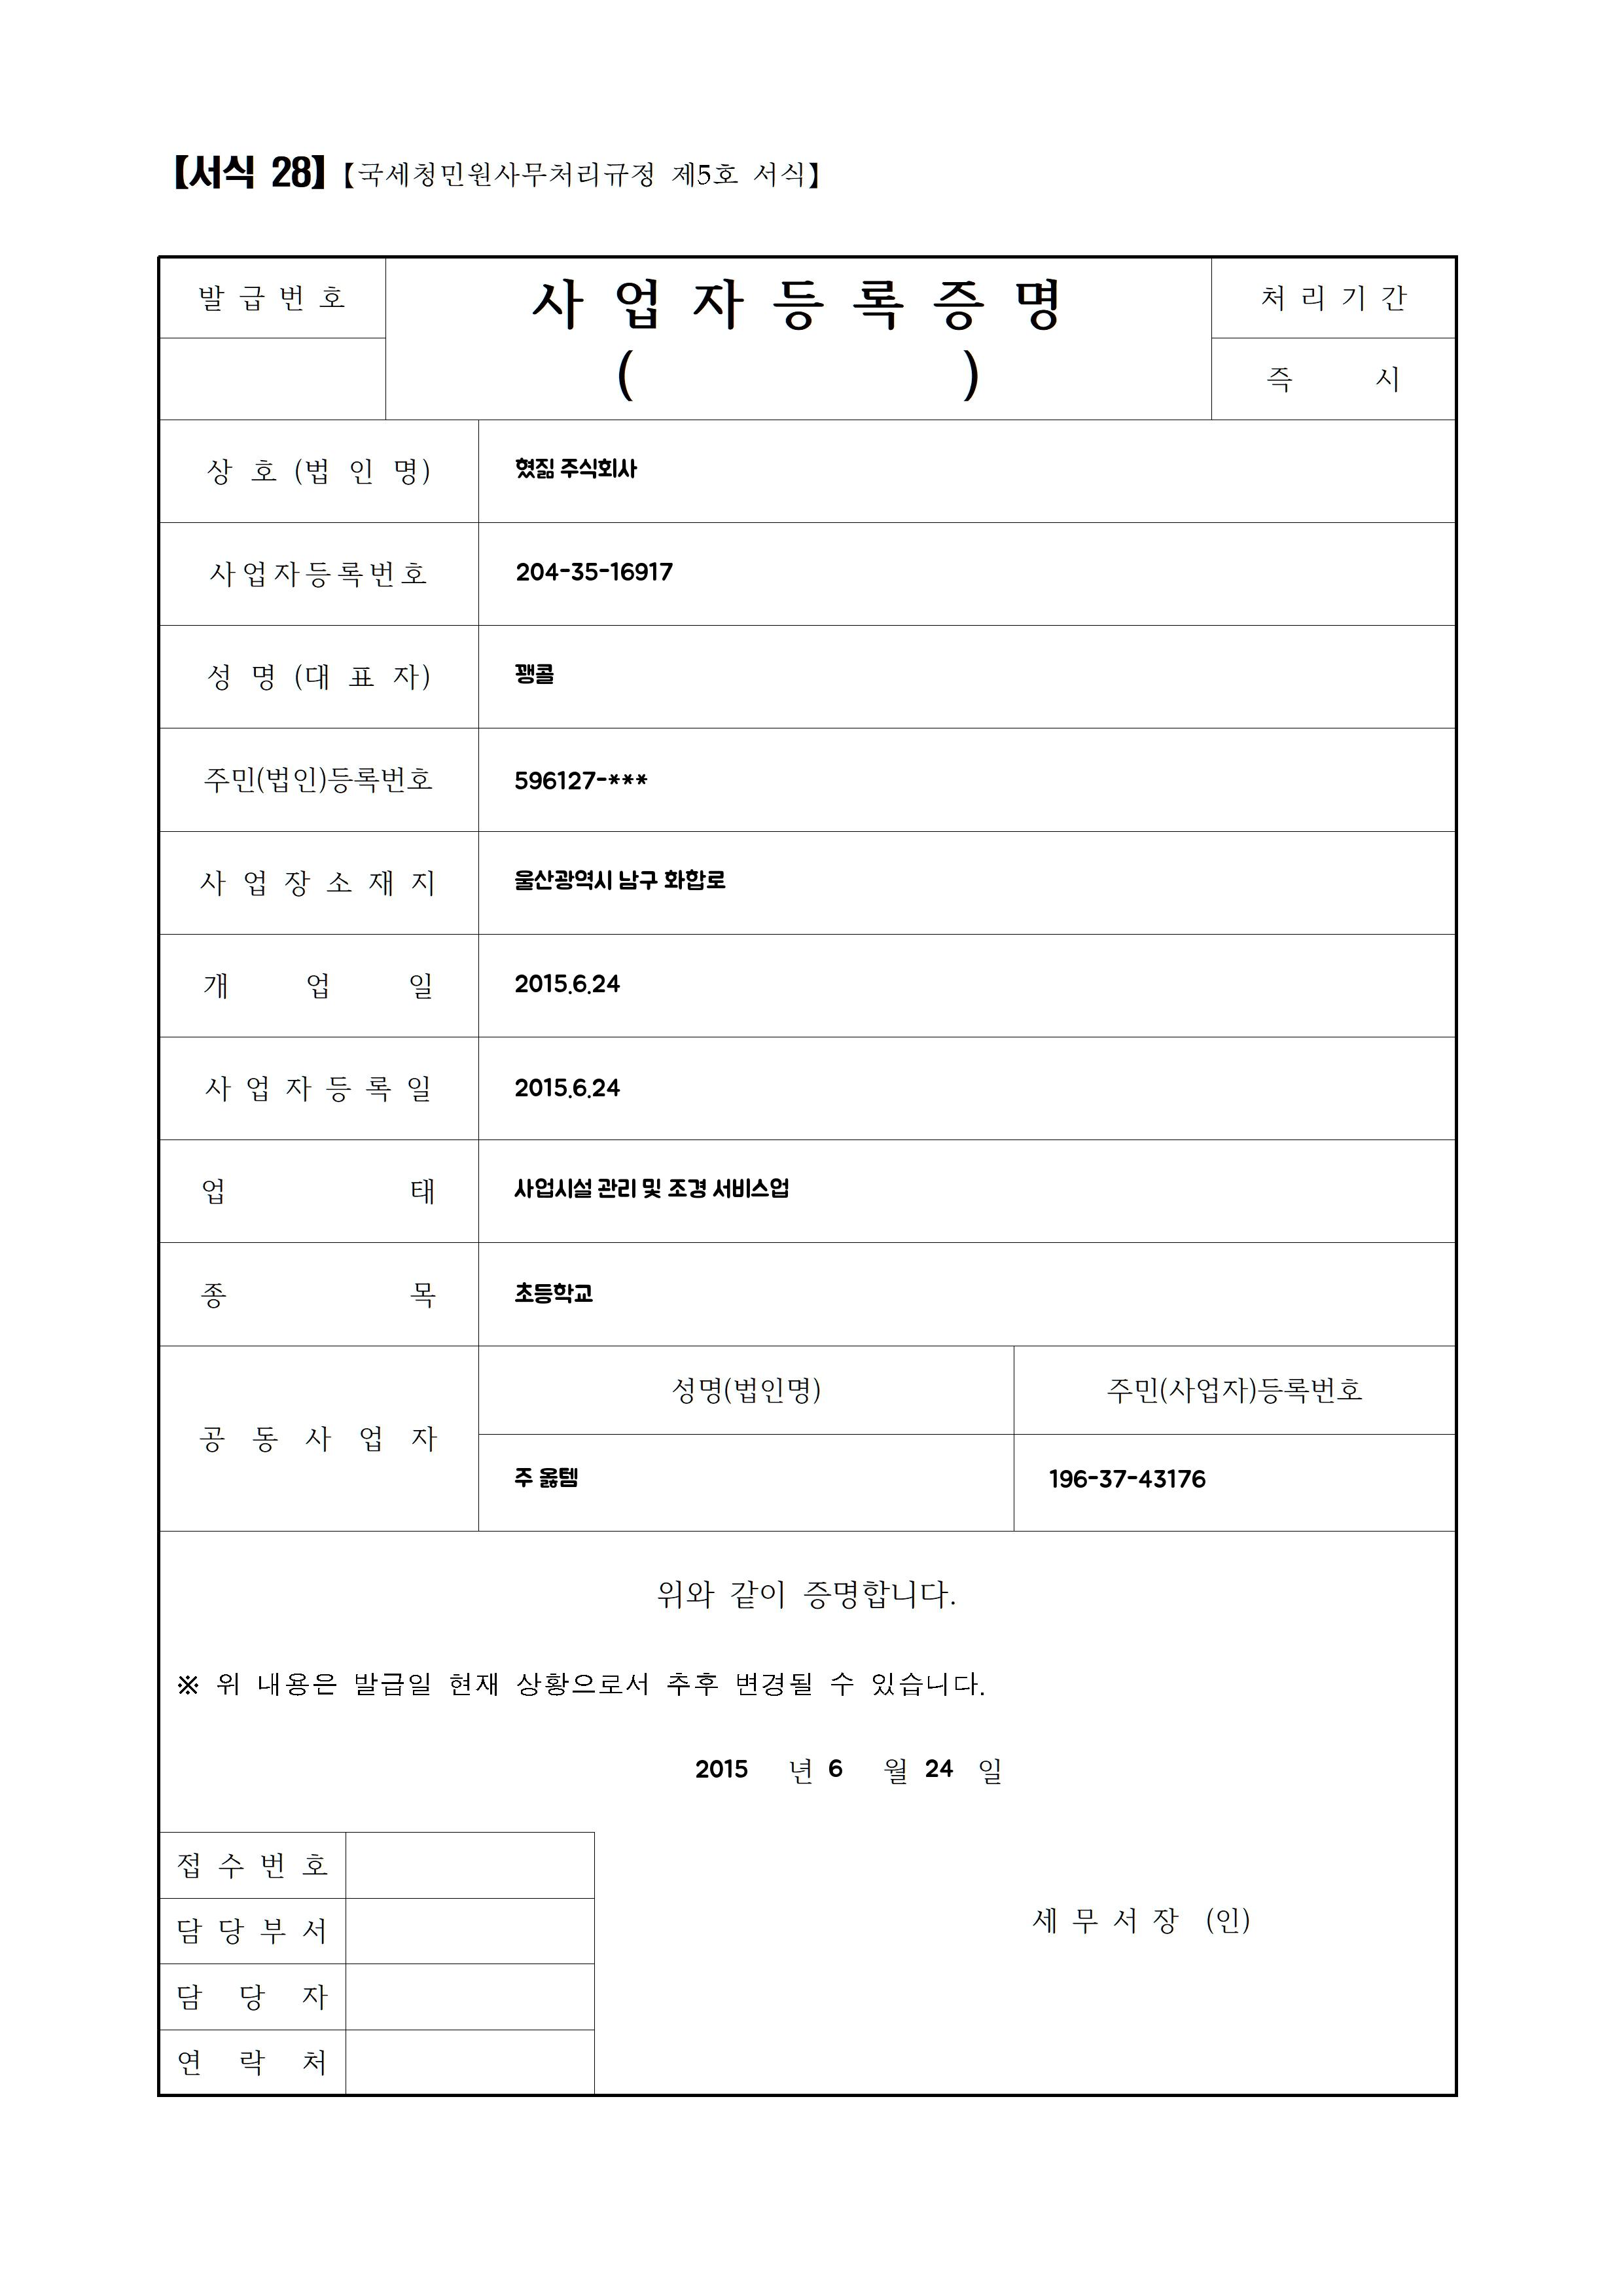 【서식 28】【국세청민원사무처리규정 제5호 서식】
발 급 번 호
사 업 자 등 록 증 명
( )
처 리 기 간
즉 시
상 호 (법 인 명) 혔짊 주식회사
사업자등록번호 204-35-16917
성 명 (대 표 자) 꽹콜
주민(법인)등록번호 596127-***
사 업 장 소 재 지 울산광역시 남구 화합로
개 업 일 2015.6.24
사 업 자 등 록 일 2015.6.24
업 태 사업시설 관리 및 조경 서비스업
종 목 초등학교
공 동 사 업 자
성명(법인명) 주민(사업자)등록번호
주 옳템 196-37-43176
위와 같이 증명합니다.
※ 위 내용은 발급일 현재 상황으로서 추후 변경될 수 있습니다.
2015 년 6 월 24 일
접 수 번 호
담 당 부 서
세 무 서 장 (인)
담 당 자
연 락 처